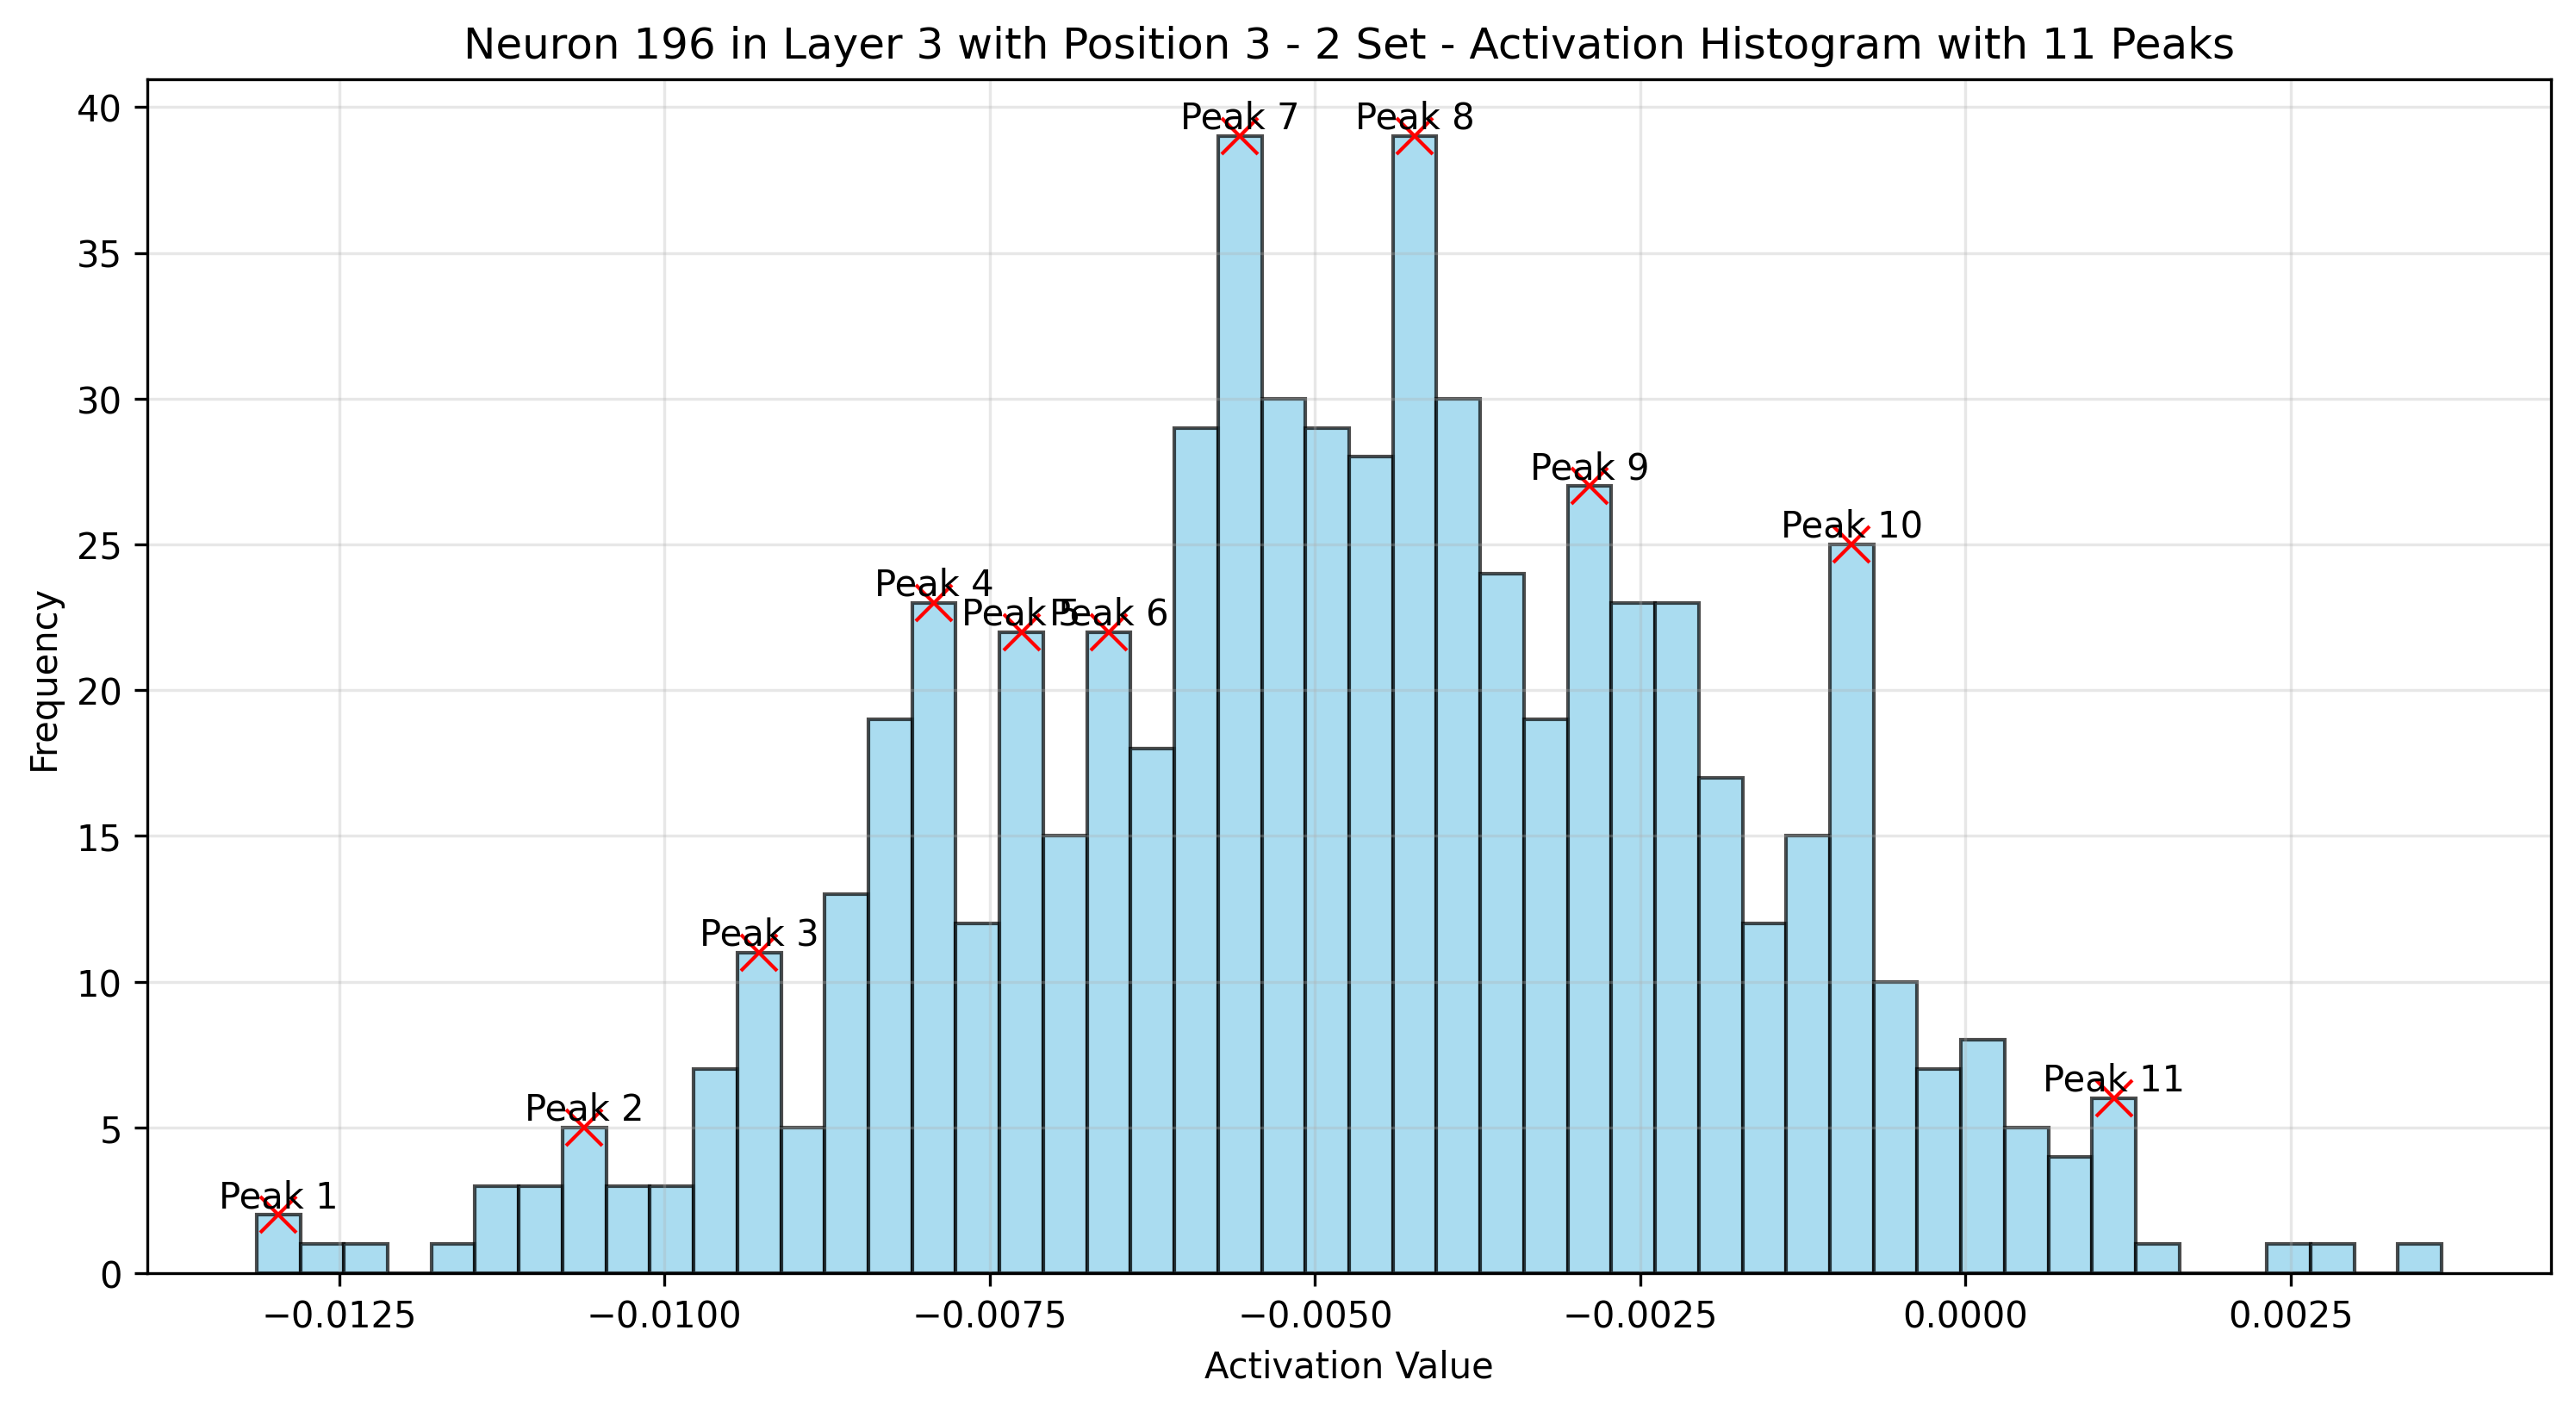 Neuron 196 in Layer 3 with Position 3 - 2 Set - Activation Histogram with 11 Peaks
40
35
30
25
20
15
10
5
0
Frequency
Peak 1
Peak 2
Peak 3
Peak 4
Peak 5
Peak 6
Peak 7
Peak 8
Peak 9
Peak 10
Peak 11
−0.0125
−0.0100
−0.0075
−0.0050
−0.0025
0.0000
0.0025
Activation Value